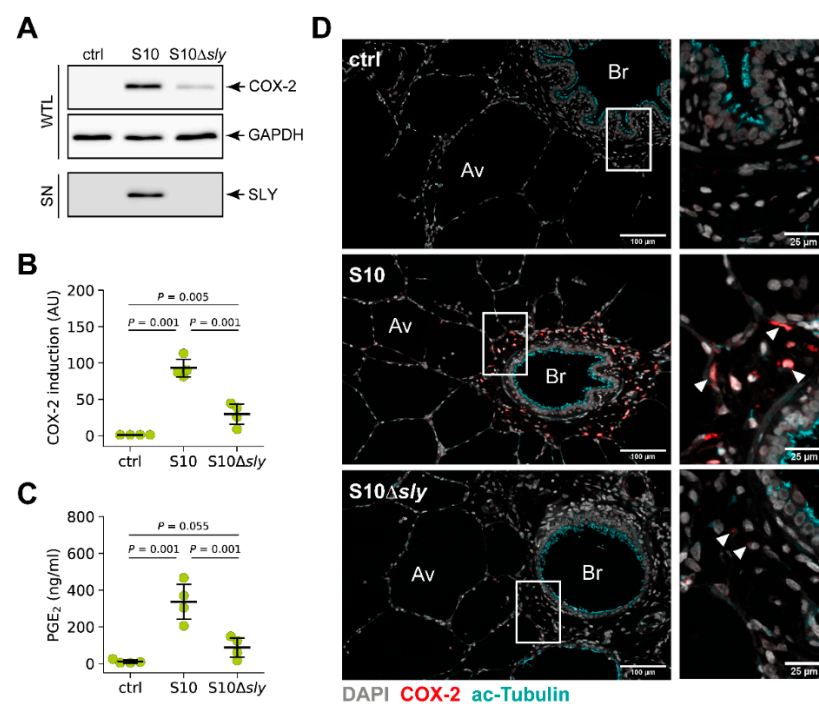 A
ctrl S10 S10Δsly
WTL
COX-2
GAPDH
SN
SLY
B
COX-2 induction (AU)
200
150
100
50
0
P = 0.005
P = 0.001 P = 0.001
ctrl S10 S10Δsly
C
PGE₂ (ng/ml)
800
600
400
200
0
P = 0.055
P = 0.001 P = 0.001
ctrl S10 S10Δsly
D
ctrl
Br
Av
100 µm
25 µm
S10
Av
Br
100 µm
25 µm
S10Δsly
Av
Br
100 µm
25 µm
DAPI COX-2 ac-Tubulin